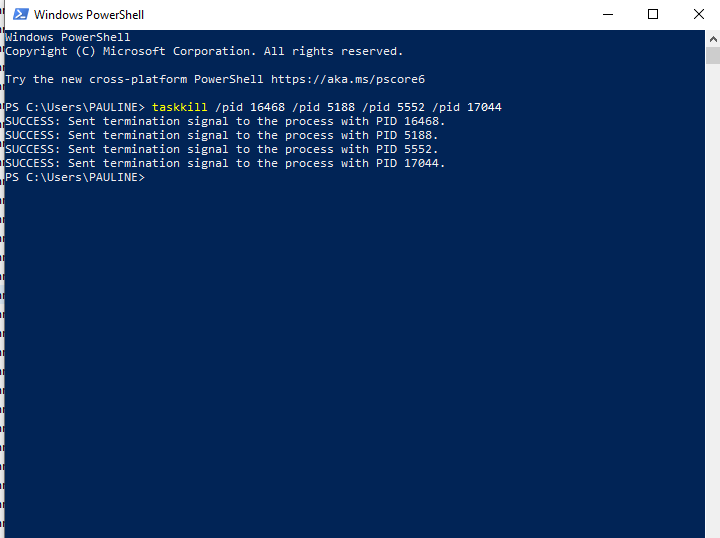 Windows PowerShell
Windows PowerShell
Copyright (C) Microsoft Corporation. All rights reserved.
Try the new cross-platform PowerShell https://aka.ms/pscore6
PS C:\Users\PAULINE> taskkill /pid 16468 /pid 5188 /pid 5552 /pid 17044
SUCCESS: Sent termination signal to the process with PID 16468.
SUCCESS: Sent termination signal to the process with PID 5188.
SUCCESS: Sent termination signal to the process with PID 5552.
SUCCESS: Sent termination signal to the process with PID 17044.
PS C:\Users\PAULINE>